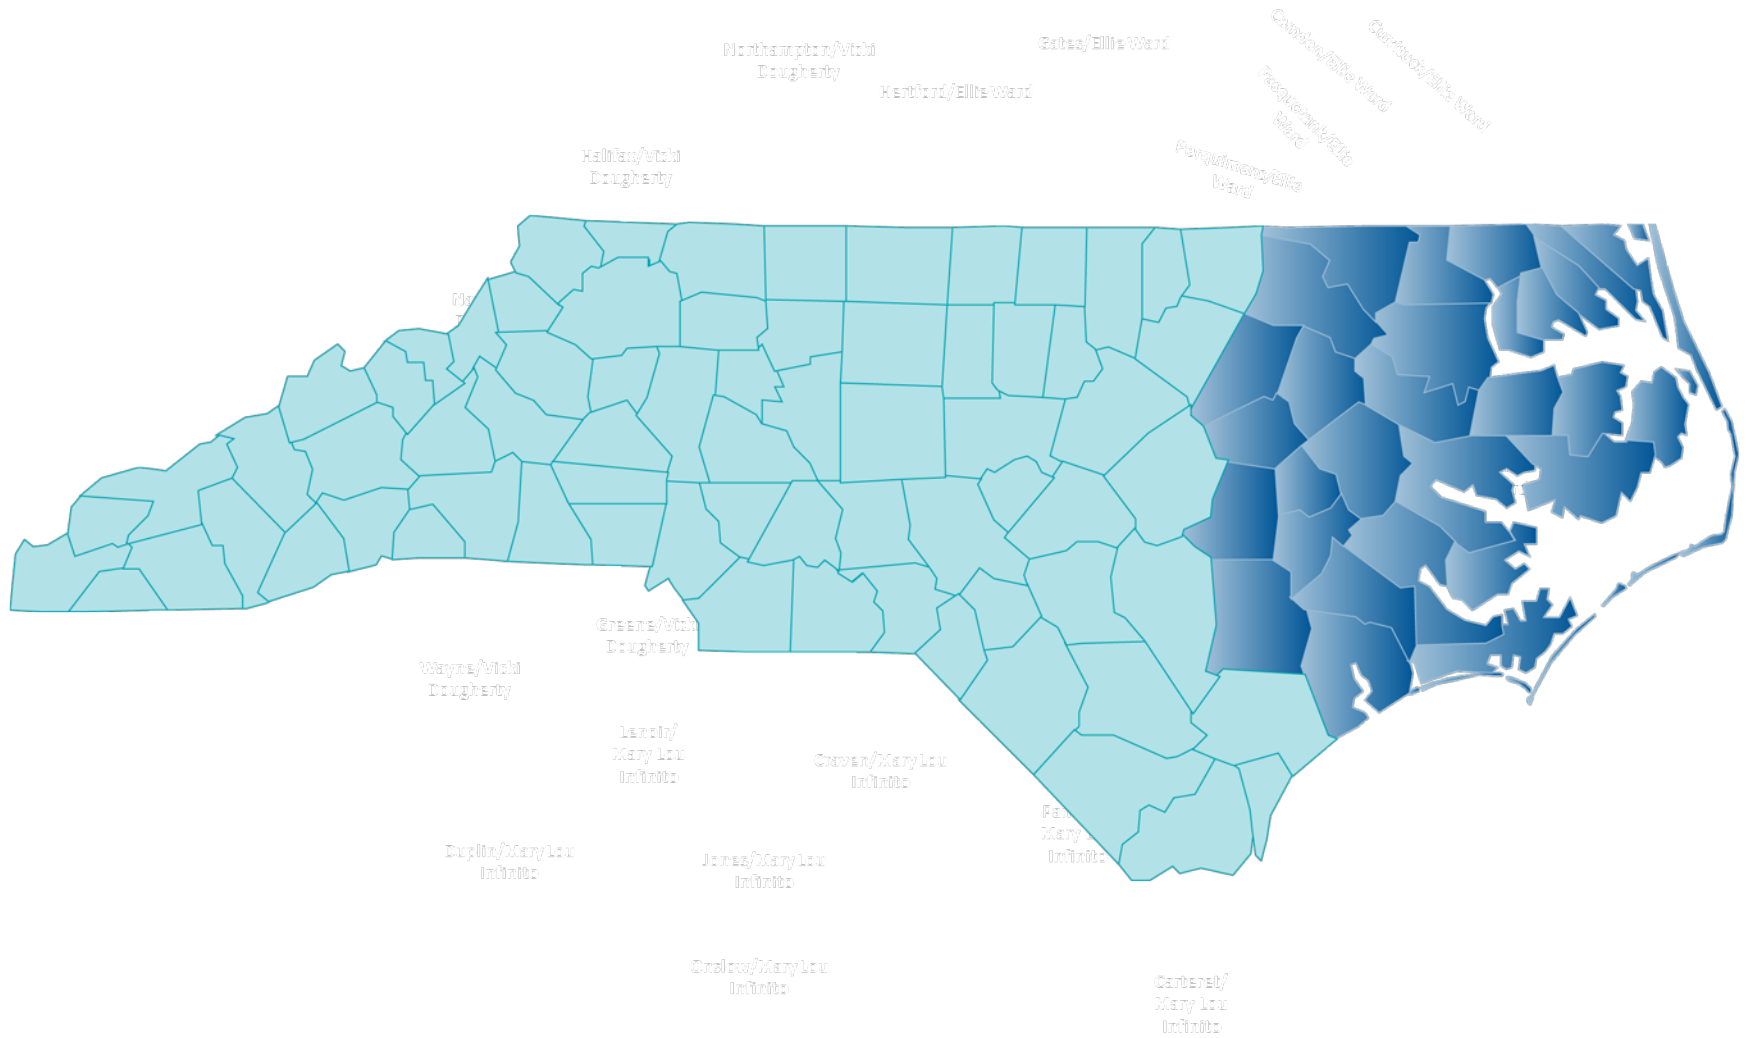 Northampton/Vicki
Dougherty
Gates/Ellie Ward
Camden/Ellie Ward
Currituck/Ellie Ward
Hertford/Ellie Ward
Pasquotank/Ellie
Ward
Halifax/Vicki
Dougherty
Perquimans/Ellie
Ward
Greene/Vicki
Dougherty
Wayne/Vicki
Dougherty
Lenoir/
Mary Lou
Infinito
Craven/Mary Lou
Infinito
Mary
Infinito
Duplin/Mary Lou
Infinito
Jones/Mary Lou
Infinito
Onslow/Mary Lou
Infinito
Carteret/
Mary Lou
Infinito